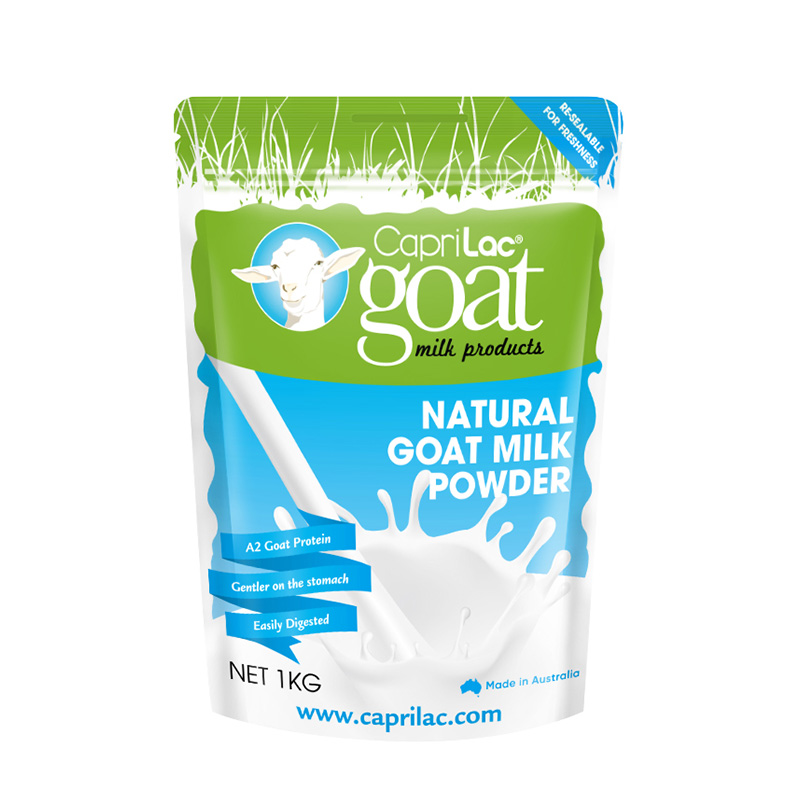 RE-SEALABLE
FOR FRESHNESS
CapriLac®
goat
milk products
NATURAL
GOAT MILK
POWDER
A2 Goat Protein
Gentler on the stomach
Easily Digested
NET 1KG
Made in Australia
www.caprilac.com